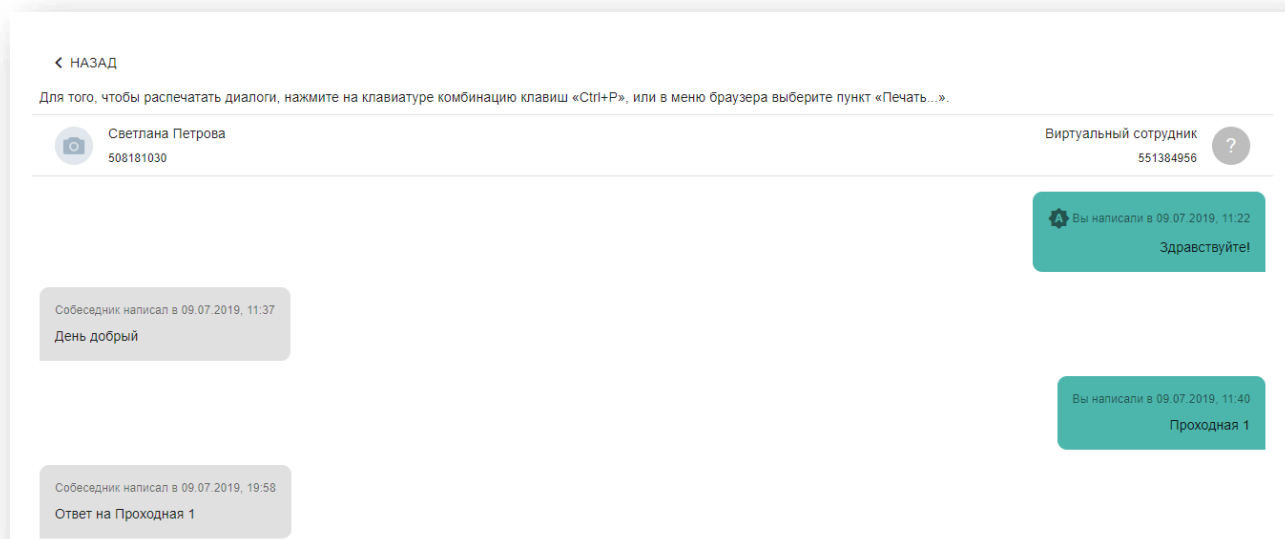 НАЗАД
Для того, чтобы распечатать диалоги, нажмите на клавиатуре комбинацию клавиш «Ctrl+P», или в меню браузера выберите пункт «Печать...».
Светлана Петрова
508181030
Виртуальный сотрудник
551384956
?
A Вы написали в 09.07.2019, 11:22
Здравствуйте!
Собеседник написал в 09.07.2019, 11:37
День добрый
Вы написали в 09.07.2019, 11:40
Проходная 1
Собеседник написал в 09.07.2019, 19:58
Ответ на Проходная 1